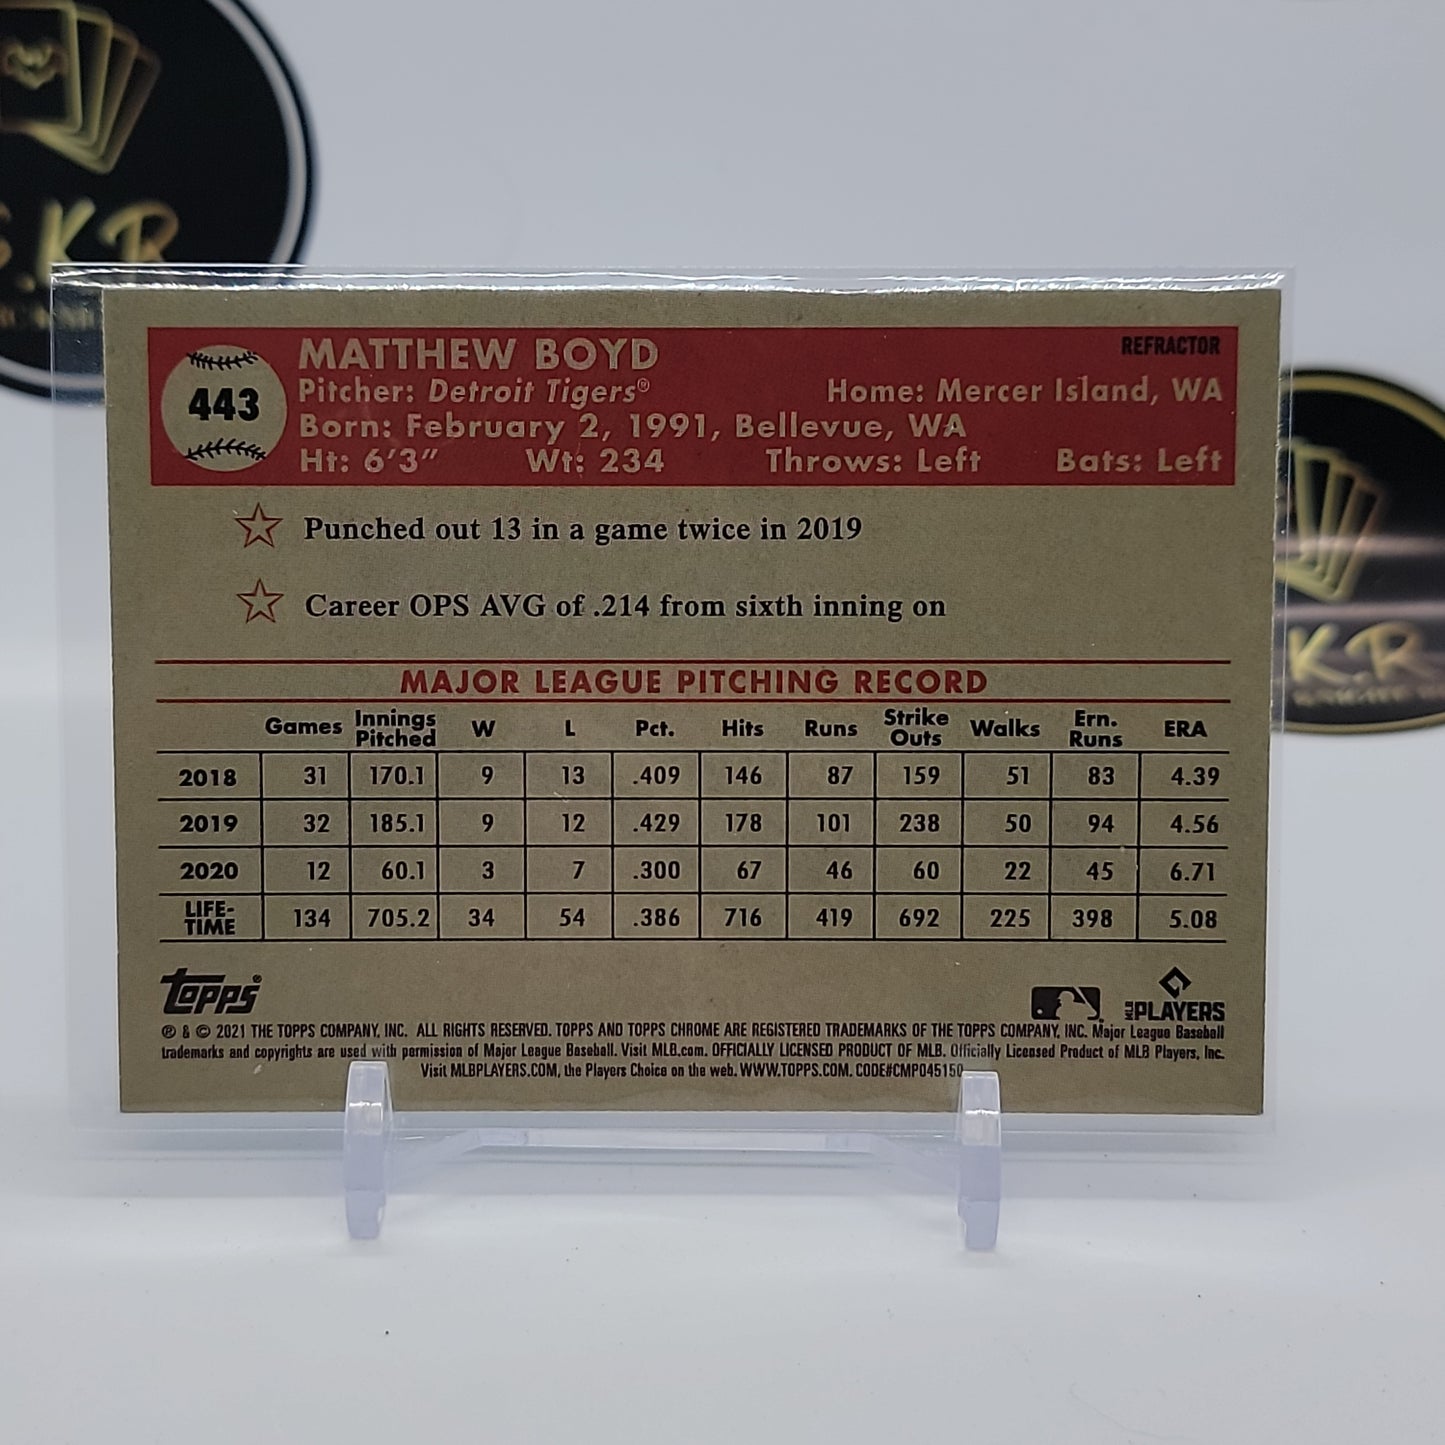 K.R
443
MATTHEW BOYD
REFRACTOR
Pitcher: Detroit Tigers®
Home: Mercer Island, WA
Born: February 2, 1991, Bellevue, WA
Ht: 6'3" Wt: 234 Throws: Left Bats: Left
Punched out 13 in a game twice in 2019
Career OPS AVG of .214 from sixth inning on
MAJOR LEAGUE PITCHING RECORD
Games Innings Pitched W L Pct. Hits Runs Strike Outs Walks Ern. Runs ERA
2018 31 170.1 9 13 .409 146 87 159 51 83 4.39
2019 32 185.1 9 12 .429 178 101 238 50 94 4.56
2020 12 60.1 3 7 .300 67 46 60 22 45 6.71
LIFE-TIME 134 705.2 34 54 .386 716 419 692 225 398 5.08
topps®
MLB PLAYERS
® & © 2021 THE TOPPS COMPANY, INC. ALL RIGHTS RESERVED. TOPPS AND TOPPS CHROME ARE REGISTERED TRADEMARKS OF THE TOPPS COMPANY, INC. Major League Baseball
trademarks and copyrights are used with permission of Major League Baseball. Visit MLB.com. OFFICIALLY LICENSED PRODUCT OF MLB. Officially Licensed Product of MLB Players, Inc.
Visit MLBPLAYERS.COM, the Players Choice on the web. WWW.TOPPS.COM. CODE#CMP045150
K.R